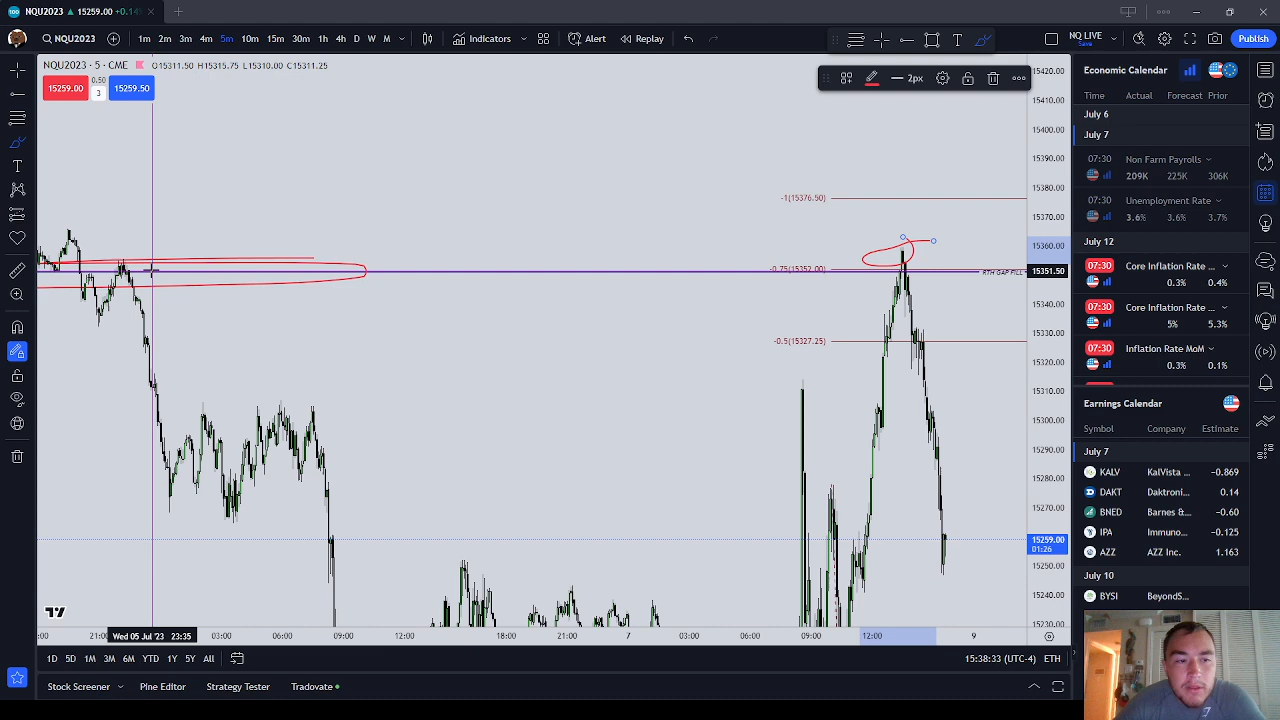 NQU2023 ▲ 15259.00 +0.14
NQU2023 1m 2m 3m 4m 5m 10m 15m 30m 1h 4h D W M Indicators Alert Replay NQ LIVE Save Publish
NQU2023 · 5 · CME O15311.50 H15315.75 L15310.00 C15311.25
15259.00 0.50 3 15259.50
2px
15420.00
15410.00
15400.00
15390.00
15380.00
15370.00
15360.00
15351.50
15340.00
15330.00
15320.00
15310.00
15300.00
15290.00
15280.00
15270.00
15259.00
01:26
15250.00
15240.00
15230.00
-1(15376.50)
-0.75(15352.00)
RTH GAP FILL
-0.5(15327.25)
:00 21:00 Wed 05 Jul '23 23:35 03:00 06:00 09:00 12:00 18:00 21:00 7 03:00 06:00 09:00 12:00 9
1D 5D 1M 3M 6M YTD 1Y 5Y All 15:38:33 (UTC-4) ETH
Stock Screener Pine Editor Strategy Tester Tradovate
Economic Calendar
Time Actual Forecast Prior
July 6
July 7
07:30 Non Farm Payrolls
209K 225K 306K
07:30 Unemployment Rate
3.6% 3.6% 3.7%
July 12
07:30 Core Inflation Rate ...
0.3% 0.4%
07:30 Core Inflation Rate ...
5% 5.3%
07:30 Inflation Rate MoM
0.3% 0.1%
Earnings Calendar
Symbol Company Estimate
July 7
KALV KalVista ... −0.869
DAKT Daktroni... 0.14
BNED Barnes &... −0.60
IPA Immuno... −0.125
AZZ AZZ Inc. 1.163
July 10
BYSI BeyondS...